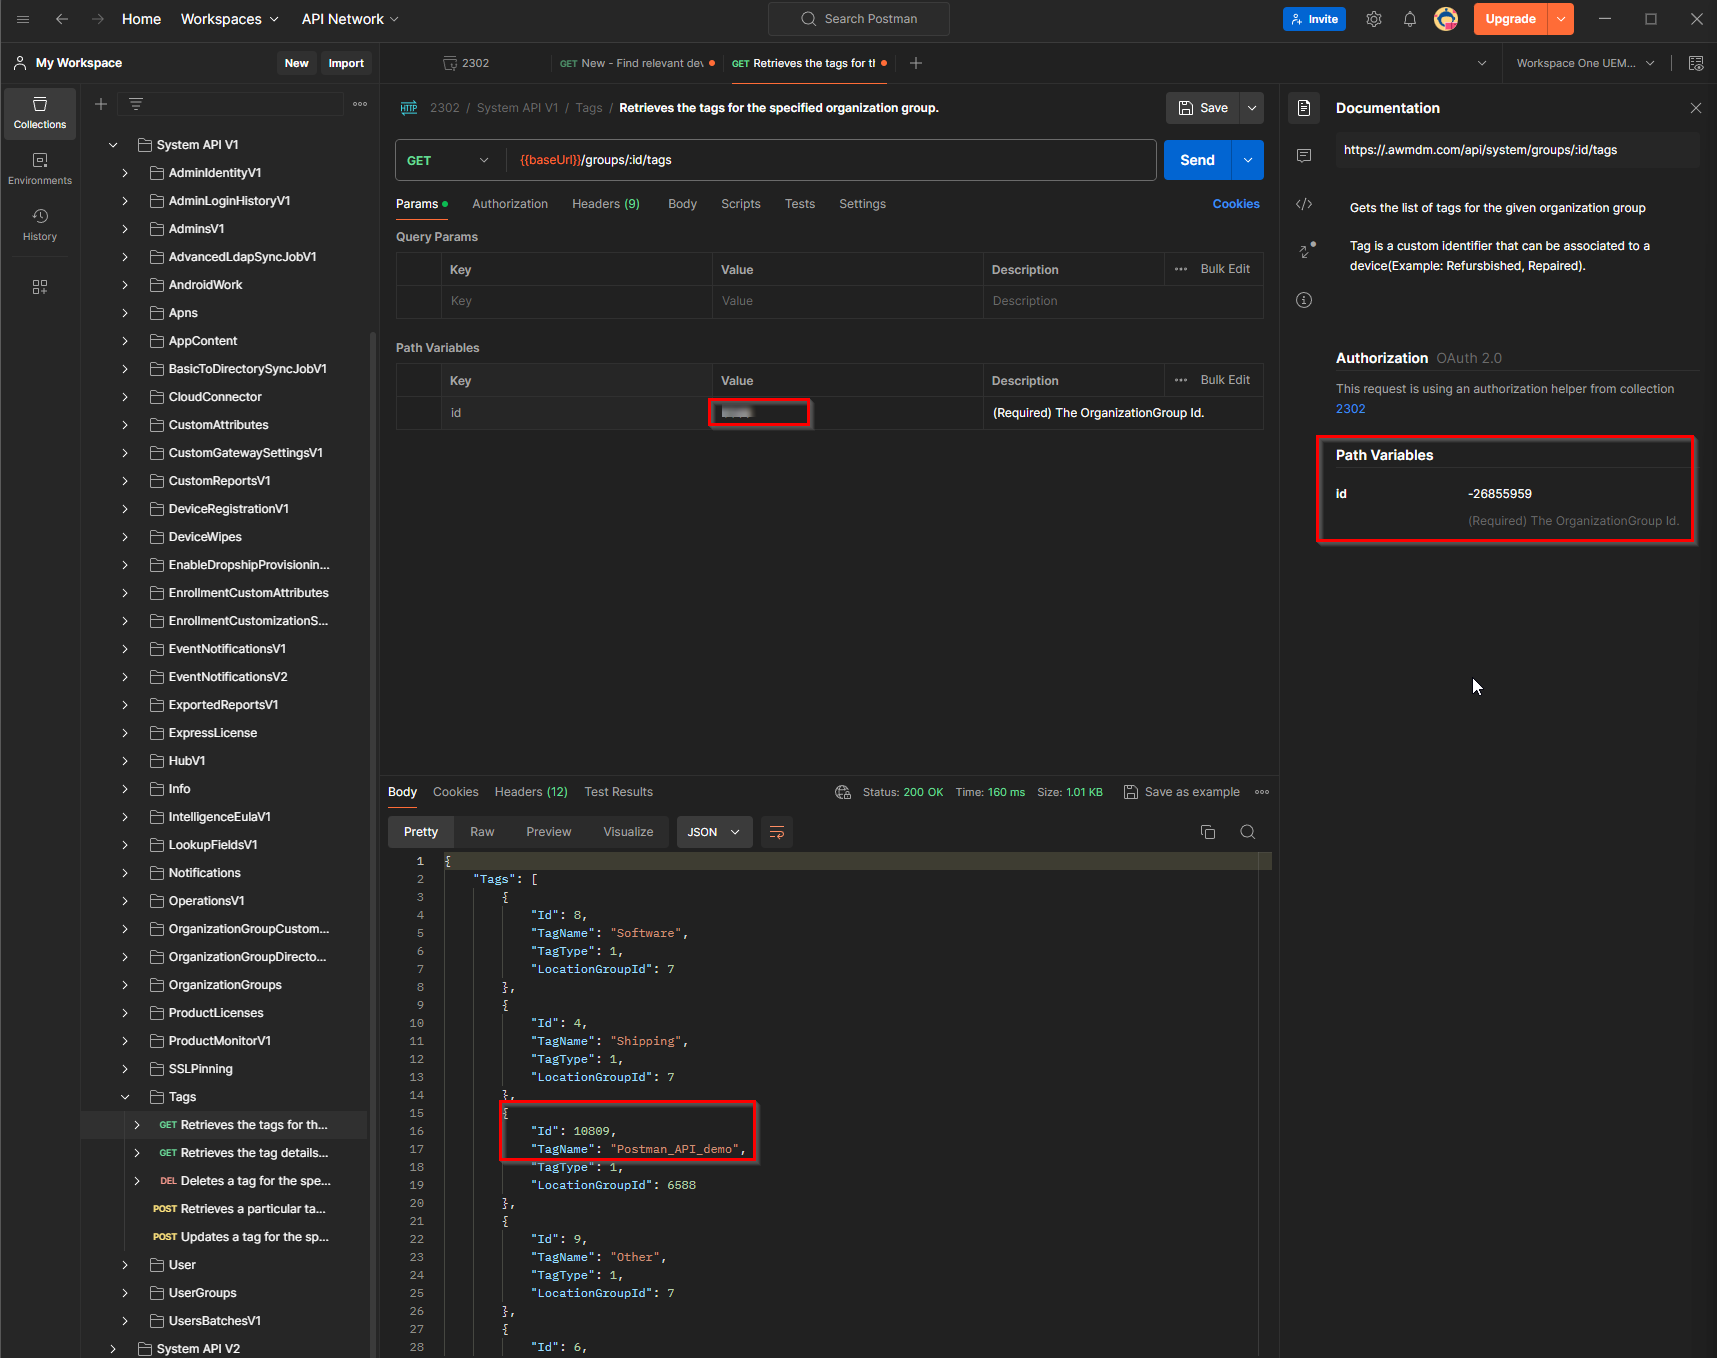 Home Workspaces API Network Search Postman Invite Upgrade
My Workspace New Import 2302 GET New - Find relevant dev GET Retrieves the tags for th Workspace One UEM...
Collections
Environments
History
System API V1
AdminIdentityV1
AdminLoginHistoryV1
AdminsV1
AdvancedLdapSyncJobV1
AndroidWork
Apns
AppContent
BasicToDirectorySyncJobV1
CloudConnector
CustomAttributes
CustomGatewaySettingsV1
CustomReportsV1
DeviceRegistrationV1
DeviceWipes
EnableDropshipProvisionin...
EnrollmentCustomAttributes
EnrollmentCustomizationS...
EventNotificationsV1
EventNotificationsV2
ExportedReportsV1
ExpressLicense
HubV1
Info
IntelligenceEulaV1
LookupFieldsV1
Notifications
OperationsV1
OrganizationGroupCustom...
OrganizationGroupDirecto...
OrganizationGroups
ProductLicenses
ProductMonitorV1
SSLPinning
Tags
GET Retrieves the tags for th...
GET Retrieves the tag details...
DEL Deletes a tag for the spe...
POST Retrieves a particular ta...
POST Updates a tag for the sp...
User
UserGroups
UsersBatchesV1
System API V2
HTTP 2302 / System API V1 / Tags / Retrieves the tags for the specified organization group. Save
GET {{baseUrl}}/groups/:id/tags Send
Params Authorization Headers (9) Body Scripts Tests Settings Cookies
Query Params
Key Value Description Bulk Edit
Key Value Description
Path Variables
Key Value Description Bulk Edit
id (Required) The OrganizationGroup Id.
Body Cookies Headers (12) Test Results Status: 200 OK Time: 160 ms Size: 1.01 KB Save as example
Pretty Raw Preview Visualize JSON
1 {
2 "Tags": [
3 {
4 "Id": 8,
5 "TagName": "Software",
6 "TagType": 1,
7 "LocationGroupId": 7
8 },
9 {
10 "Id": 4,
11 "TagName": "Shipping",
12 "TagType": 1,
13 "LocationGroupId": 7
14 },
15 {
16 "Id": 10809,
17 "TagName": "Postman_API_demo",
18 "TagType": 1,
19 "LocationGroupId": 6588
20 },
21 {
22 "Id": 9,
23 "TagName": "Other",
24 "TagType": 1,
25 "LocationGroupId": 7
26 },
27 {
28 "Id": 6,
Documentation
https://.awmdm.com/api/system/groups/:id/tags
Gets the list of tags for the given organization group
Tag is a custom identifier that can be associated to a
device(Example: Refursbished, Repaired).
Authorization OAuth 2.0
This request is using an authorization helper from collection
2302
Path Variables
id -26855959
(Required) The OrganizationGroup Id.